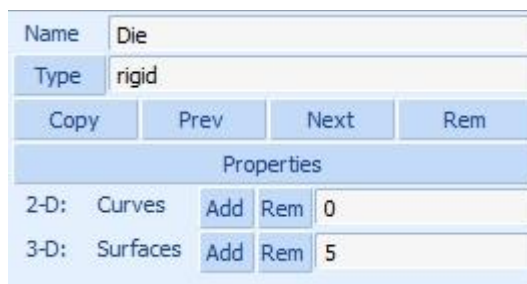 Name Die
Type rigid
Copy Prev Next Rem
Properties
2-D: Curves Add Rem 0
3-D: Surfaces Add Rem 5